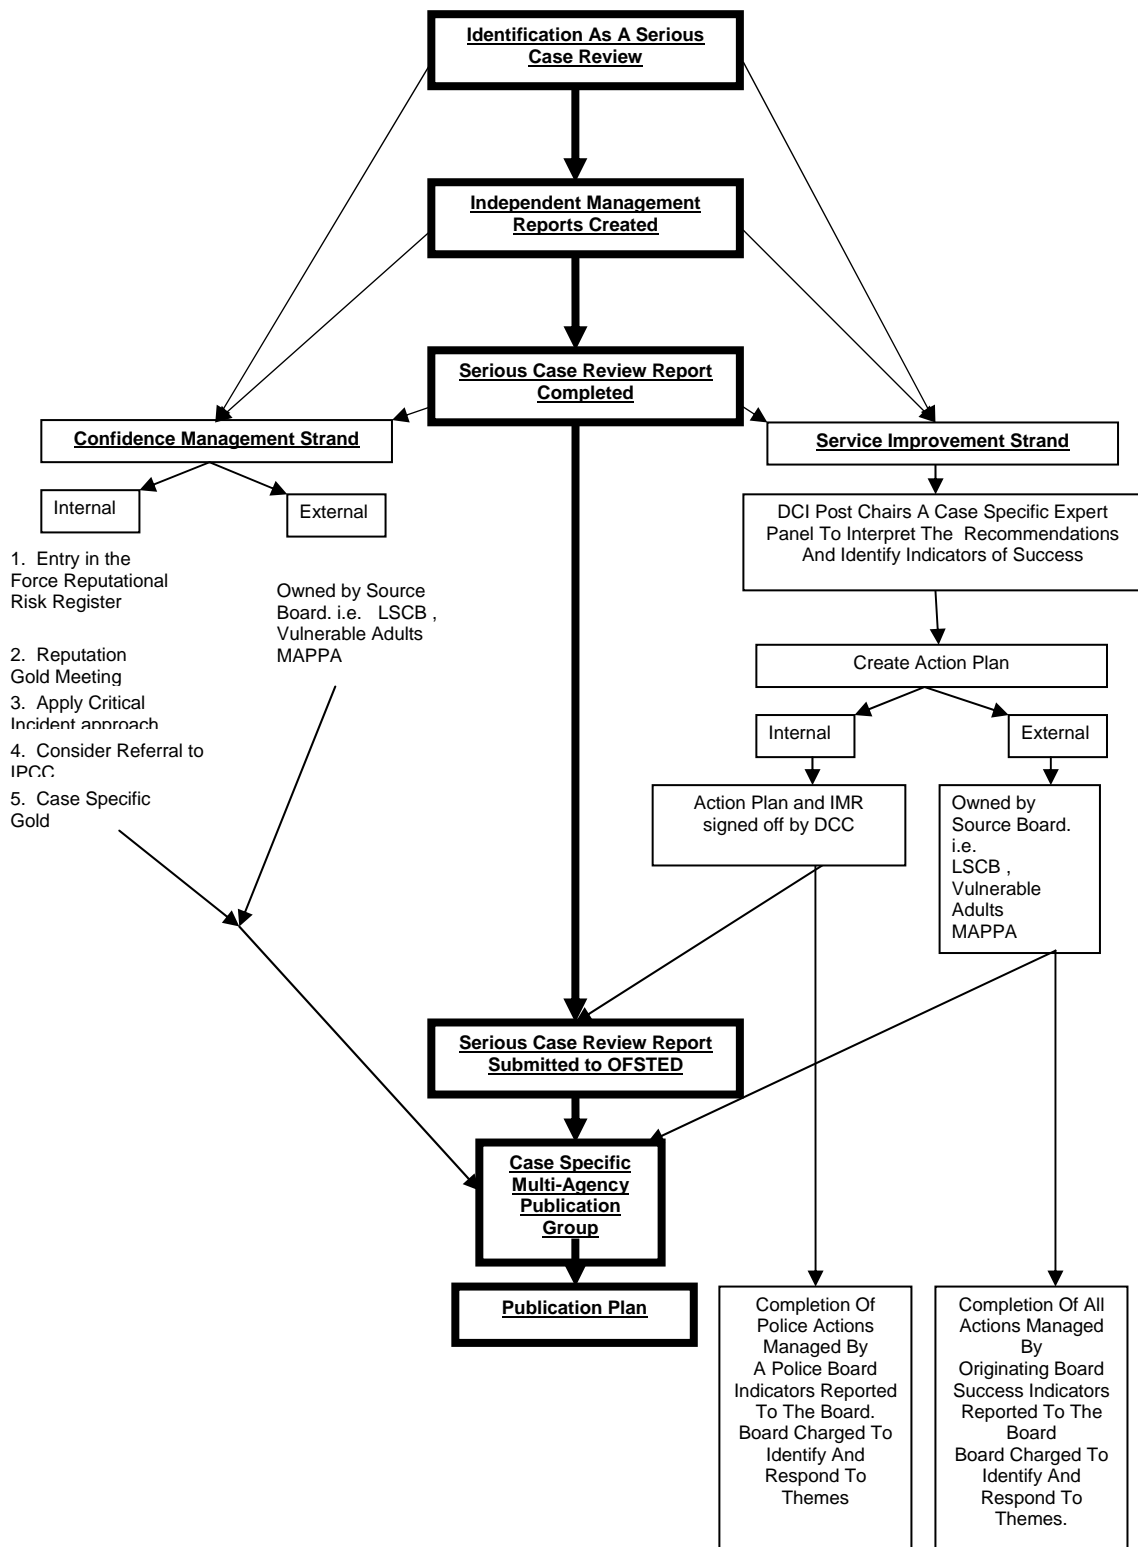 Identification As A Serious
Case Review
Independent Management
Reports Created
Serious Case Review Report
Completed
Confidence Management Strand
Service Improvement Strand
Internal
External
1. Entry in the
Force Reputational
Risk Register
2. Reputation
Gold Meeting
3. Apply Critical
Incident approach
4. Consider Referral to
IPCC
5. Case Specific
Gold
Owned by Source
Board. i.e. LSCB ,
Vulnerable Adults
MAPPA
DCI Post Chairs A Case Specific Expert
Panel To Interpret The Recommendations
And Identify Indicators of Success
Create Action Plan
Internal
External
Action Plan and IMR
signed off by DCC
Owned by
Source Board.
i.e.
LSCB ,
Vulnerable
Adults
MAPPA
Serious Case Review Report
Submitted to OFSTED
Case Specific
Multi-Agency
Publication
Group
Publication Plan
Completion Of
Police Actions
Managed By
A Police Board
Indicators Reported
To The Board.
Board Charged To
Identify And
Respond To
Themes
Completion Of All
Actions Managed
By
Originating Board
Success Indicators
Reported To The
Board
Board Charged To
Identify And
Respond To
Themes.